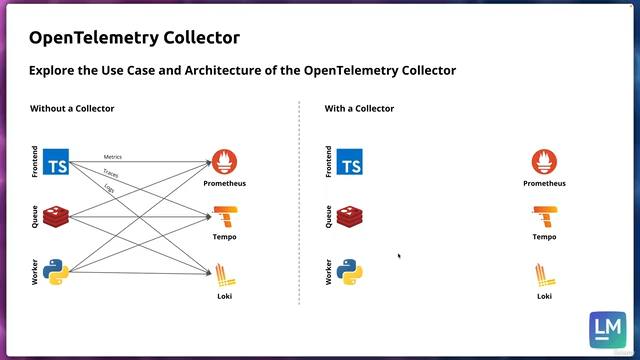 OpenTelemetry Collector
Explore the Use Case and Architecture of the OpenTelemetry Collector
Without a Collector
With a Collector
Frontend
TS
Metrics
Traces
Logs
Prometheus
Queue
Tempo
Worker
Loki
Frontend
TS
Prometheus
Queue
Tempo
Worker
Loki
LM